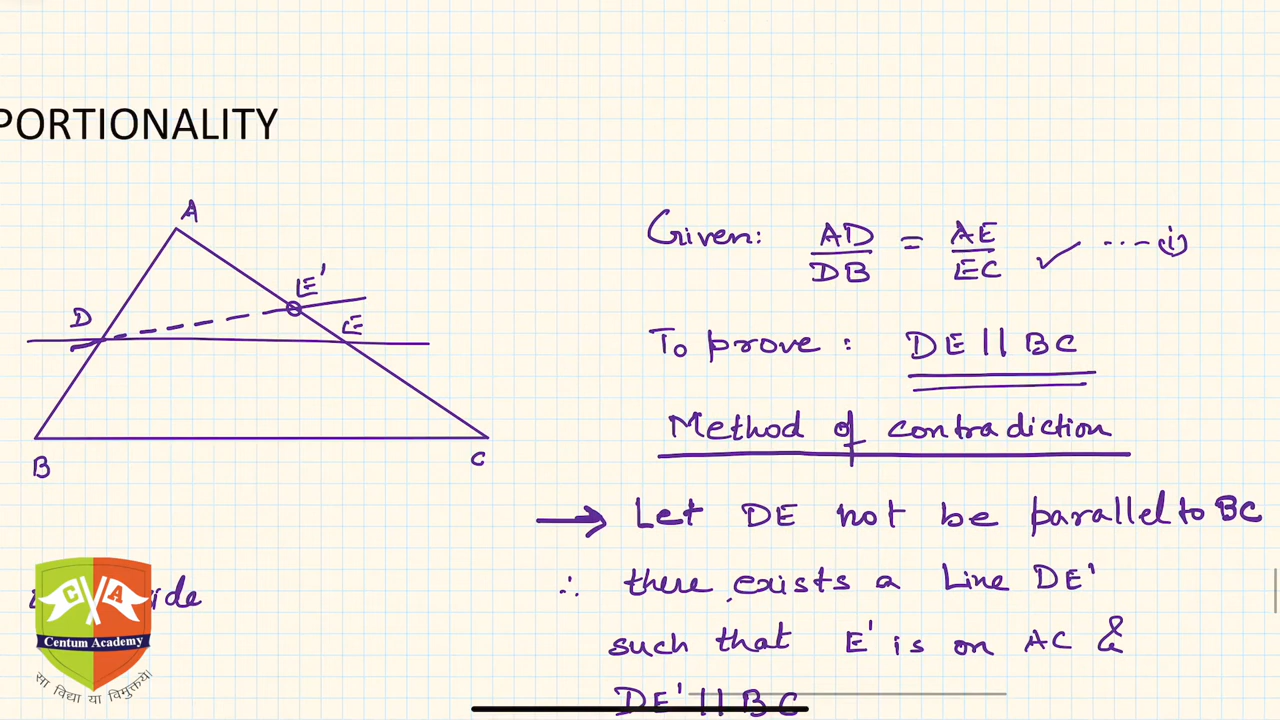 PORTIONALITY
A
E'
D
E
B
C
Given: AD/DB = AE/EC ✓ ----(i)
To prove: DE || BC
Method of contradiction
→ Let DE not be parallel to BC
∴ there exists a Line DE'
such that E' is on AC &
DE' || BC
C A
Centum Academy
सा विद्या या विमुक्तये।